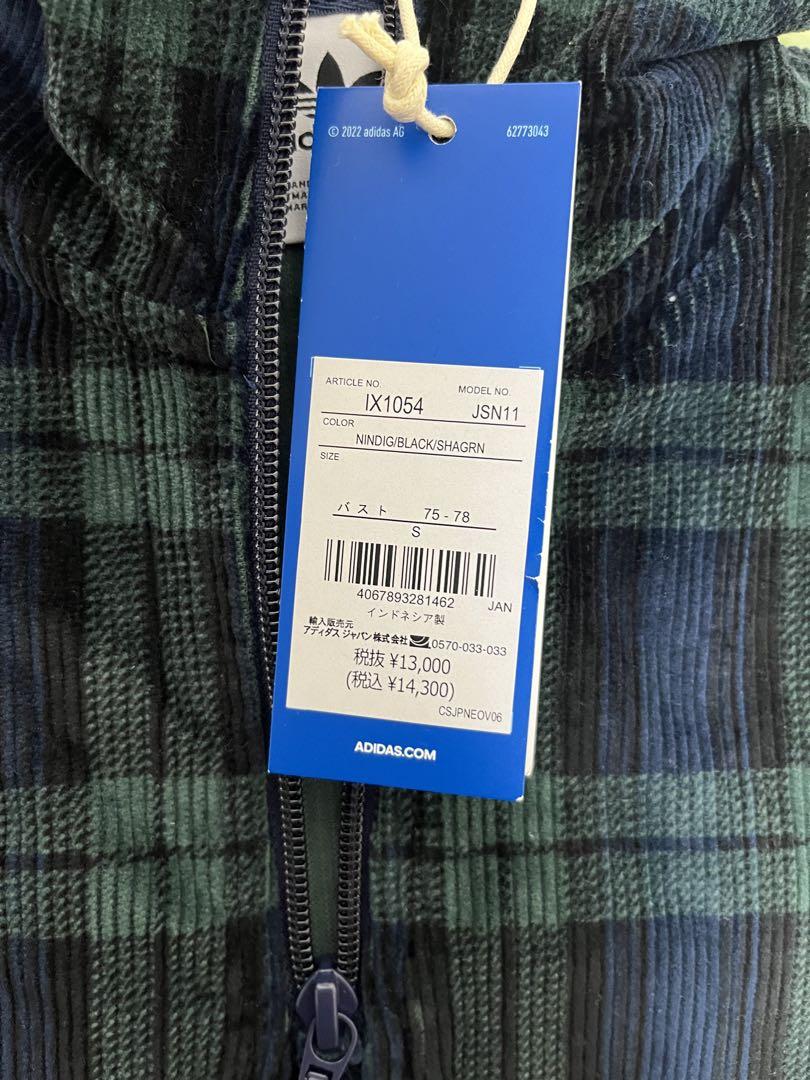 © 2022 adidas AG 62773043
ARTICLE NO. MODEL NO.
IX1054 JSN11
COLOR
NINDIG/BLACK/SHAGRN
SIZE
バスト 75 - 78
S
4067893281462 JAN
インドネシア製
輸入販売元
アディダス ジャパン株式会社 0570-033-033
税抜 ¥13,000
(税込 ¥14,300)
CSJPNEOV06
ADIDAS.COM